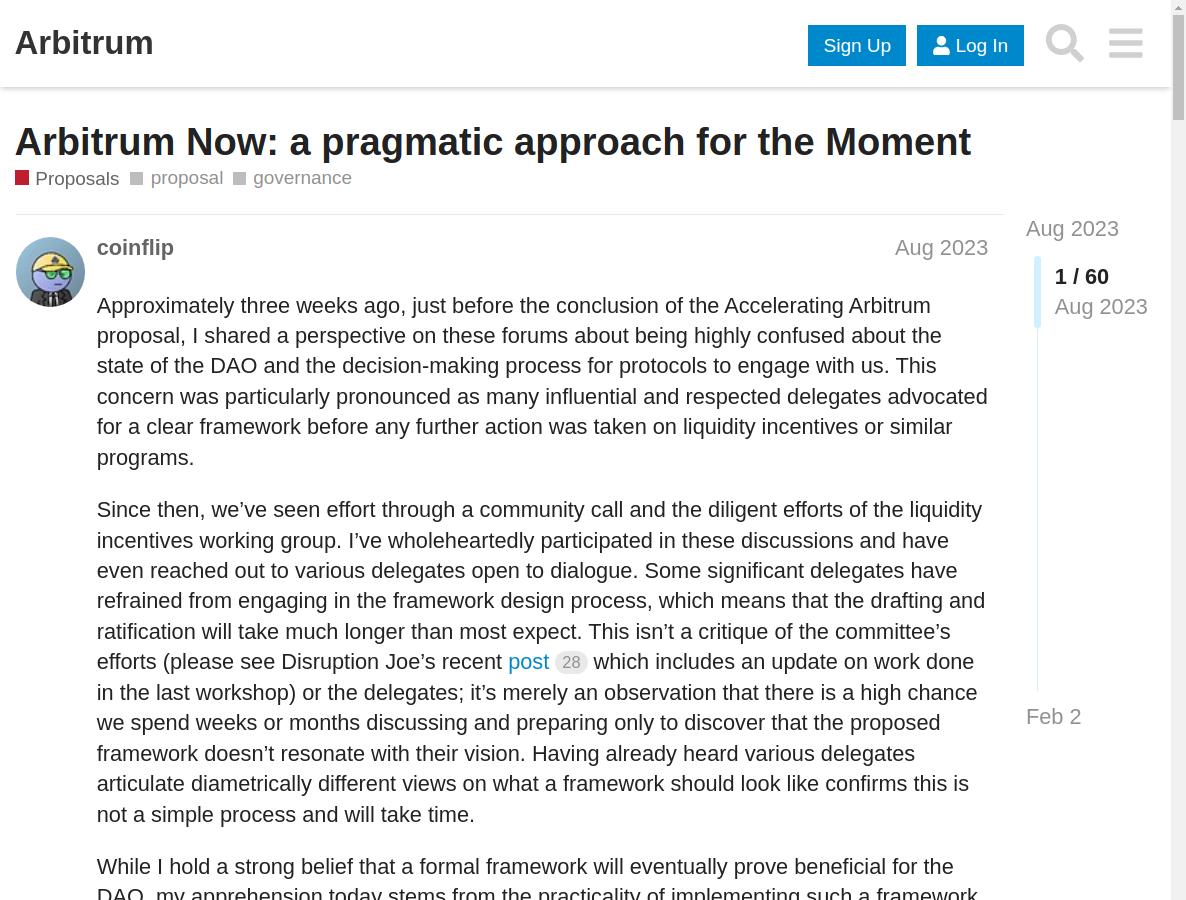 Arbitrum
Sign Up
Log In
Arbitrum Now: a pragmatic approach for the Moment
Proposals proposal governance
coinflip
Aug 2023
Approximately three weeks ago, just before the conclusion of the Accelerating Arbitrum
proposal, I shared a perspective on these forums about being highly confused about the
state of the DAO and the decision-making process for protocols to engage with us. This
concern was particularly pronounced as many influential and respected delegates advocated
for a clear framework before any further action was taken on liquidity incentives or similar
programs.
Since then, we’ve seen effort through a community call and the diligent efforts of the liquidity
incentives working group. I’ve wholeheartedly participated in these discussions and have
even reached out to various delegates open to dialogue. Some significant delegates have
refrained from engaging in the framework design process, which means that the drafting and
ratification will take much longer than most expect. This isn’t a critique of the committee’s
efforts (please see Disruption Joe’s recent post 28 which includes an update on work done
in the last workshop) or the delegates; it’s merely an observation that there is a high chance
we spend weeks or months discussing and preparing only to discover that the proposed
framework doesn’t resonate with their vision. Having already heard various delegates
articulate diametrically different views on what a framework should look like confirms this is
not a simple process and will take time.
While I hold a strong belief that a formal framework will eventually prove beneficial for the
DAO, my apprehension today stems from the practicality of implementing such a framework
Aug 2023
1 / 60
Aug 2023
Feb 2